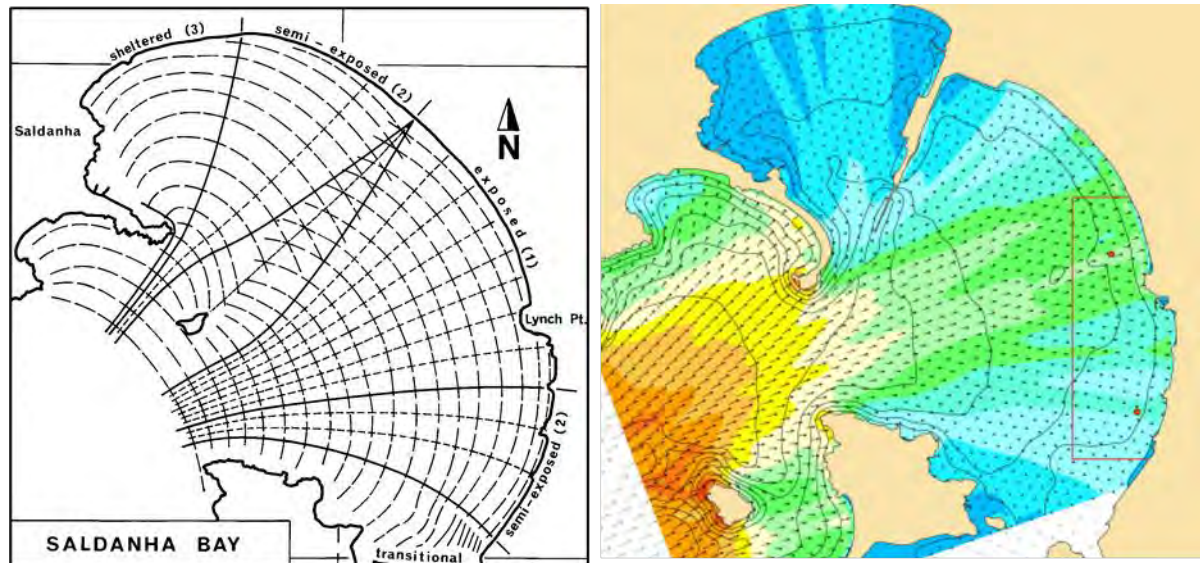 sheltered (3)
semi - exposed (2)
Saldanha
N
exposed (1)
Lynch Pt.
semi-exposed (2)
transitional
SALDANHA BAY